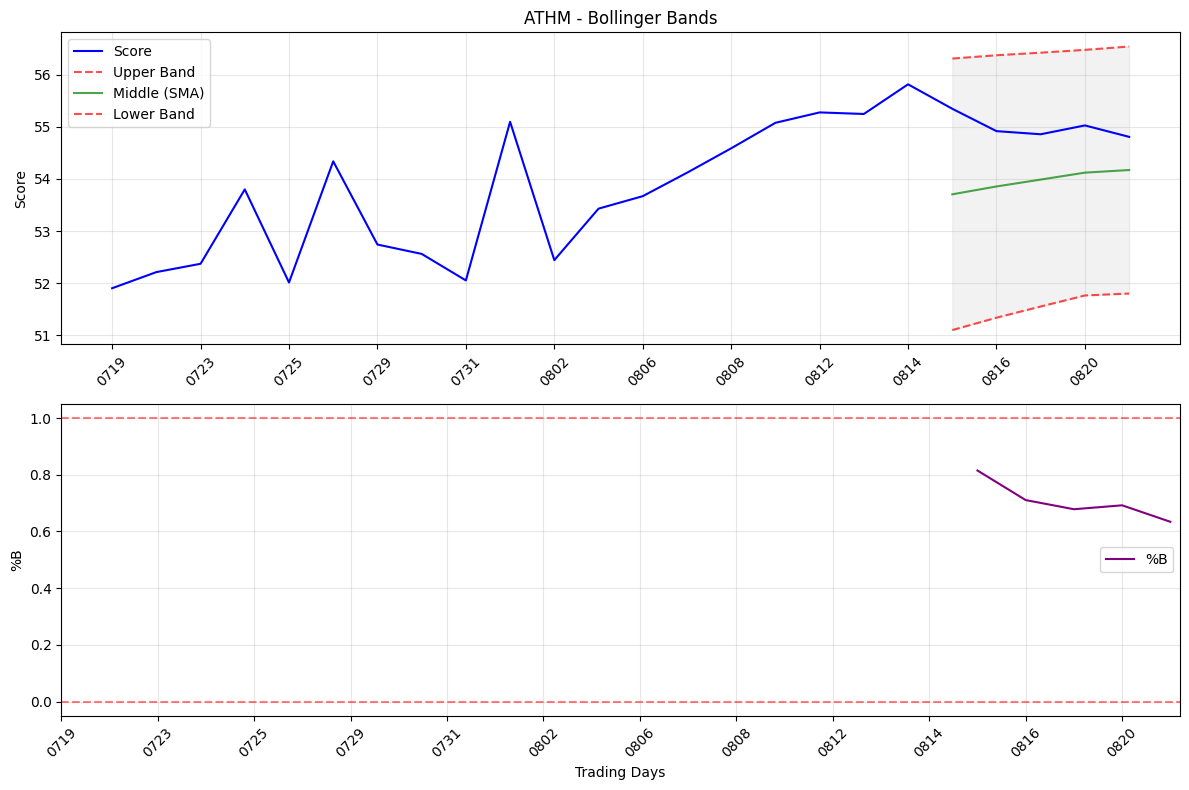 ATHM - Bollinger Bands
Score
Upper Band
Middle (SMA)
Lower Band
Score
56
55
54
53
52
51
0719 0723 0725 0729 0731 0802 0806 0808 0812 0814 0816 0820
%B
1.0
0.8
0.6
0.4
0.2
0.0
%B
0719 0723 0725 0729 0731 0802 0806 0808 0812 0814 0816 0820
Trading Days